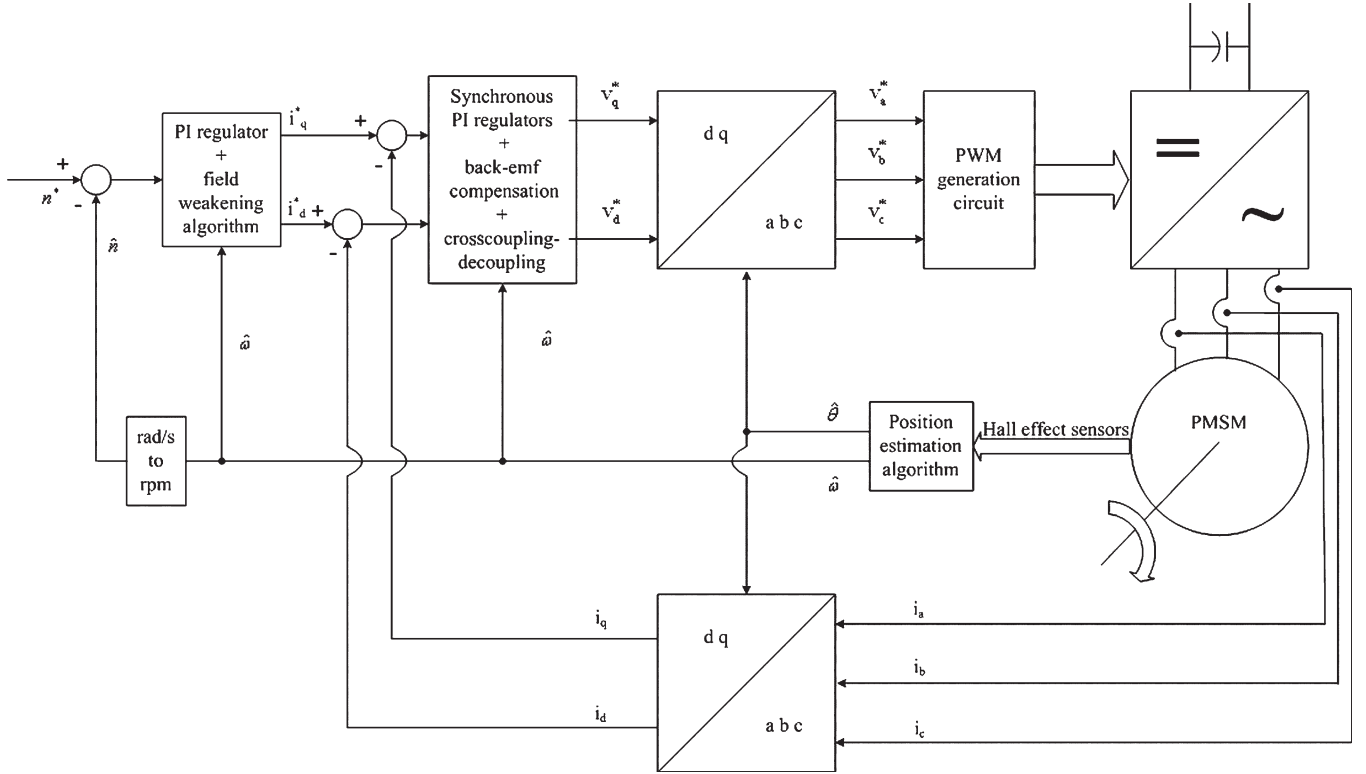 +
n*
-
n̂
PI regulator
+
field
weakening
algorithm
i*q
i*d
+
-
+
-
Synchronous
PI regulators
+
back-emf
compensation
+
crosscoupling-
decoupling
v*q
v*d
d q
a b c
v*a
v*b
v*c
PWM
generation
circuit
=
~
ω̂
ω̂
rad/s
to
rpm
θ̂
ω̂
Position
estimation
algorithm
Hall effect sensors
PMSM
iq
id
d q
a b c
ia
ib
ic